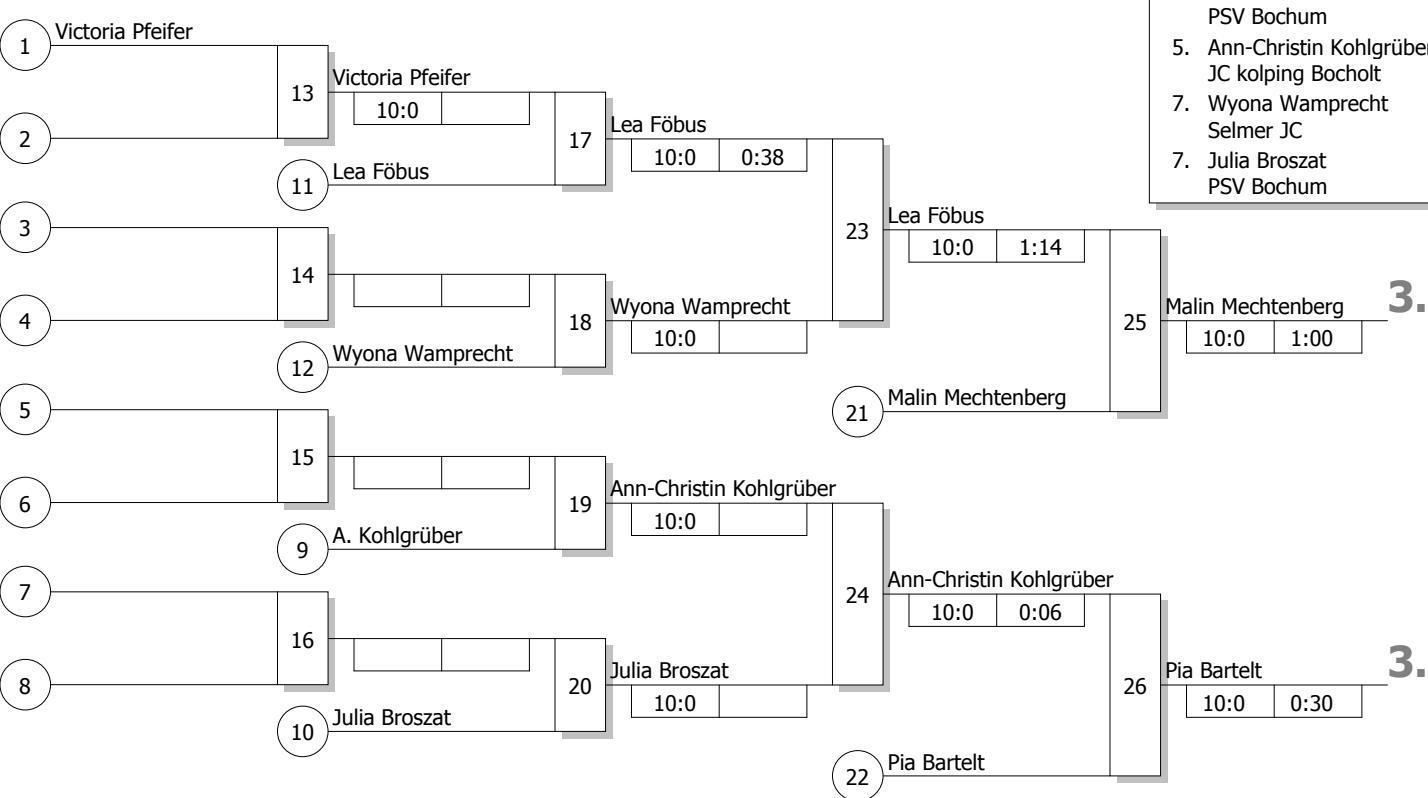 PSV Bochum
5. Ann-Christin Kohlgrüber
JC kolping Bocholt
7. Wyona Wamprecht
Selmer JC
7. Julia Broszat
PSV Bochum
1 Victoria Pfeifer
2
13 Victoria Pfeifer
10:0
11 Lea Föbus
17 Lea Föbus
10:0 0:38
3
4
14
12 Wyona Wamprecht
18 Wyona Wamprecht
10:0
23 Lea Föbus
10:0 1:14
21 Malin Mechtenberg
25 Malin Mechtenberg 3.
10:0 1:00
5
6
15
9 A. Kohlgrüber
19 Ann-Christin Kohlgrüber
10:0
7
8
16
10 Julia Broszat
20 Julia Broszat
10:0
24 Ann-Christin Kohlgrüber
10:0 0:06
22 Pia Bartelt
26 Pia Bartelt 3.
10:0 0:30